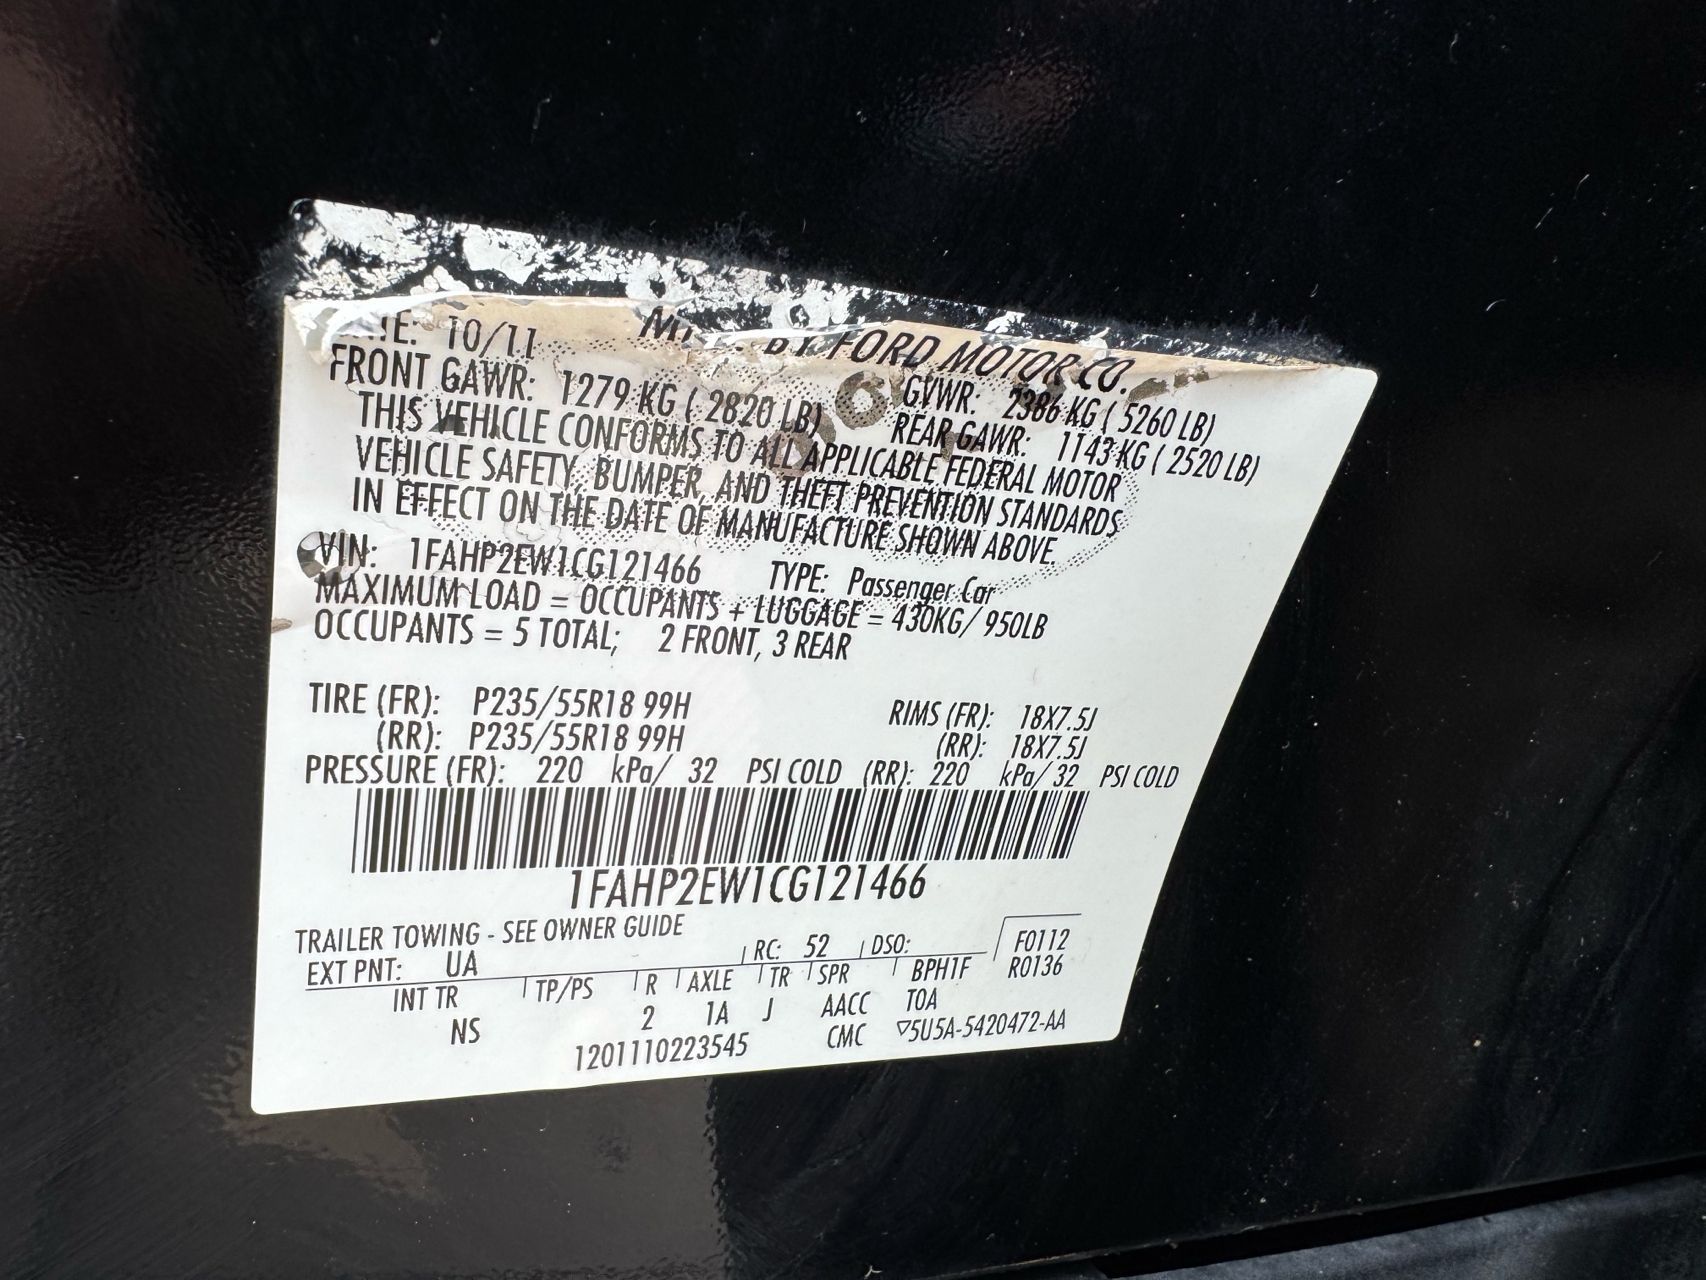 10/11 BY FORD MOTOR CO.
FRONT GAWR: 1279 KG ( 2820 LB) GVWR: 2386 KG ( 5260 LB)
REAR GAWR: 1143 KG ( 2520 LB)
THIS VEHICLE CONFORMS TO ALL APPLICABLE FEDERAL MOTOR
VEHICLE SAFETY, BUMPER, AND THEFT PREVENTION STANDARDS
IN EFFECT ON THE DATE OF MANUFACTURE SHOWN ABOVE.
VIN: 1FAHP2EW1CG121466 TYPE: Passenger Car
MAXIMUM LOAD = OCCUPANTS + LUGGAGE = 430KG/ 950LB
OCCUPANTS = 5 TOTAL; 2 FRONT, 3 REAR
TIRE (FR): P235/55R18 99H RIMS (FR): 18X7.5J
(RR): P235/55R18 99H (RR): 18X7.5J
PRESSURE (FR): 220 kPa/ 32 PSI COLD (RR): 220 kPa/ 32 PSI COLD
1FAHP2EW1CG121466
TRAILER TOWING - SEE OWNER GUIDE
EXT PNT: UA RC: 52 DSO: F0112
INT TR TP/PS R AXLE TR SPR BPH1F R0136
NS 2 1A J AACC TOA
1201110223545 CMC ▽5U5A-5420472-AA